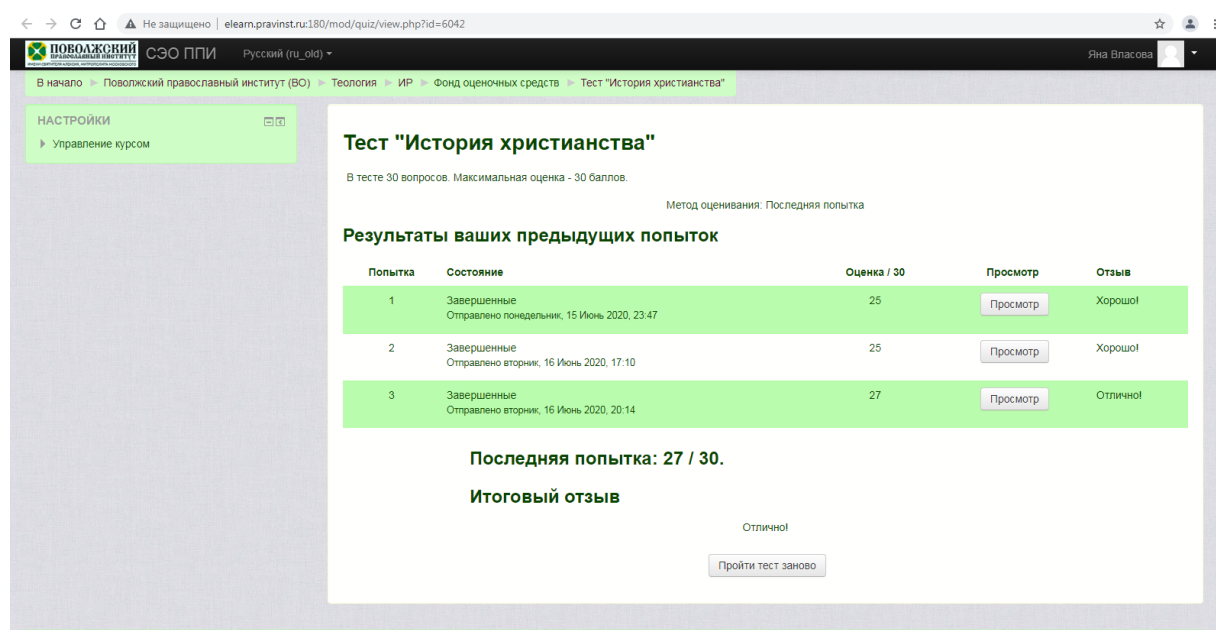 Не защищено | elearn.pravinst.ru:180/mod/quiz/view.php?id=6042
ПОВОЛЖСКИЙ
ПРАВОСЛАВНЫЙ ИНСТИТУТ
СЭО ППИ Русский (ru_old) Яна Власова
В начало Поволжский православный институт (ВО) Теология ИР Фонд оценочных средств Тест "История христианства"
НАСТРОЙКИ
Управление курсом
Тест "История христианства"
В тесте 30 вопросов. Максимальная оценка - 30 баллов.
Метод оценивания: Последняя попытка
Результаты ваших предыдущих попыток
Попытка Состояние Оценка / 30 Просмотр Отзыв
1 Завершенные 25 Просмотр Хорошо!
Отправлено понедельник, 15 Июнь 2020, 23:47
2 Завершенные 25 Просмотр Хорошо!
Отправлено вторник, 16 Июнь 2020, 17:10
3 Завершенные 27 Просмотр Отлично!
Отправлено вторник, 16 Июнь 2020, 20:14
Последняя попытка: 27 / 30.
Итоговый отзыв
Отлично!
Пройти тест заново